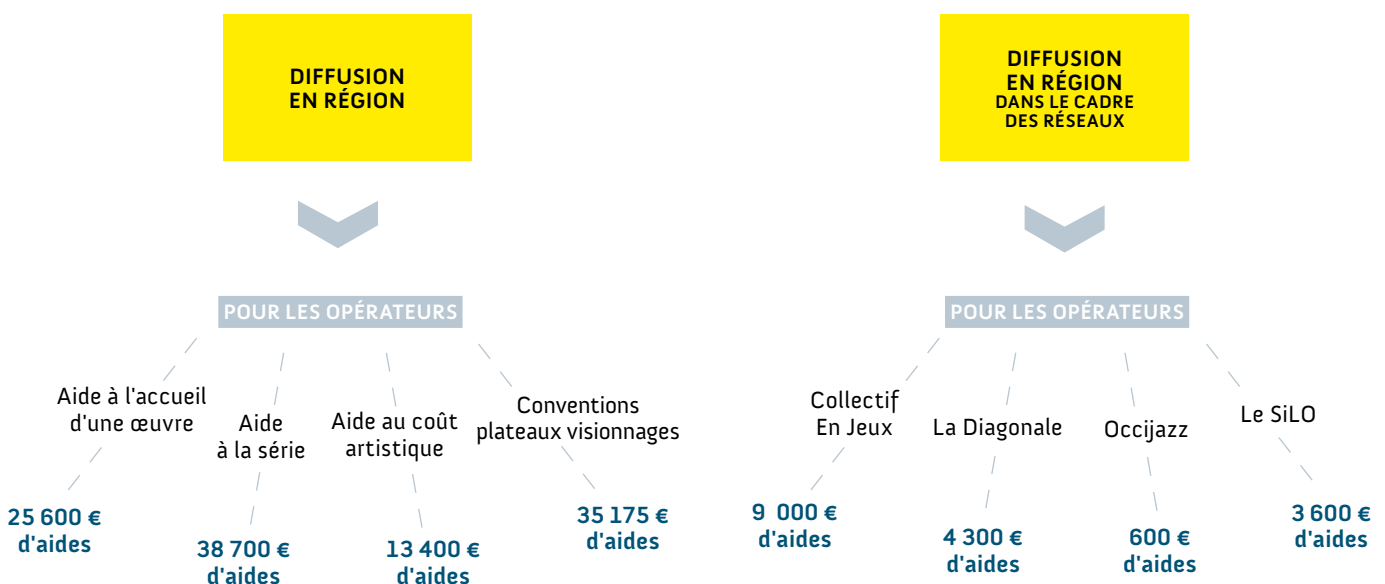 DIFFUSION
EN RÉGION
POUR LES OPÉRATEURS
Aide à l'accueil
d'une œuvre
25 600 €
d'aides
Aide
à la série
38 700 €
d'aides
Aide au coût
artistique
13 400 €
d'aides
Conventions
plateaux visionnages
35 175 €
d'aides
DIFFUSION
EN RÉGION
DANS LE CADRE
DES RÉSEAUX
POUR LES OPÉRATEURS
Collectif
En Jeux
9 000 €
d'aides
La Diagonale
4 300 €
d'aides
Occijazz
600 €
d'aides
Le SiLO
3 600 €
d'aides